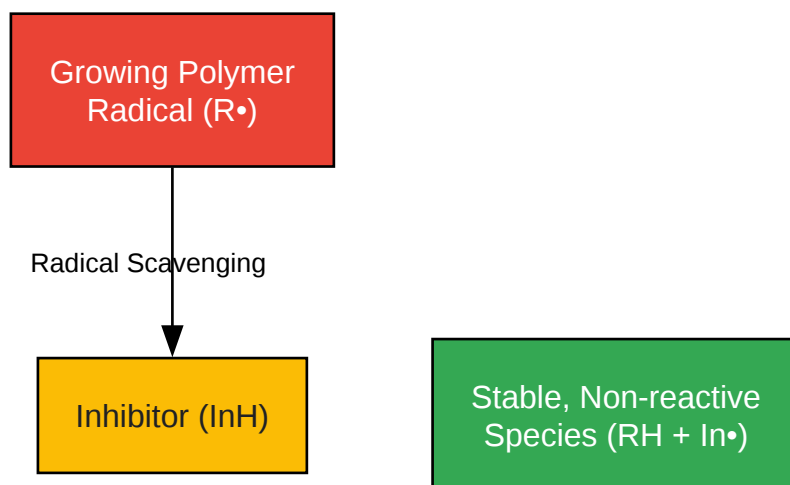 Growing Polymer
Radical (R•)
Radical Scavenging
Inhibitor (InH)
Stable, Non-reactive
Species (RH + In•)